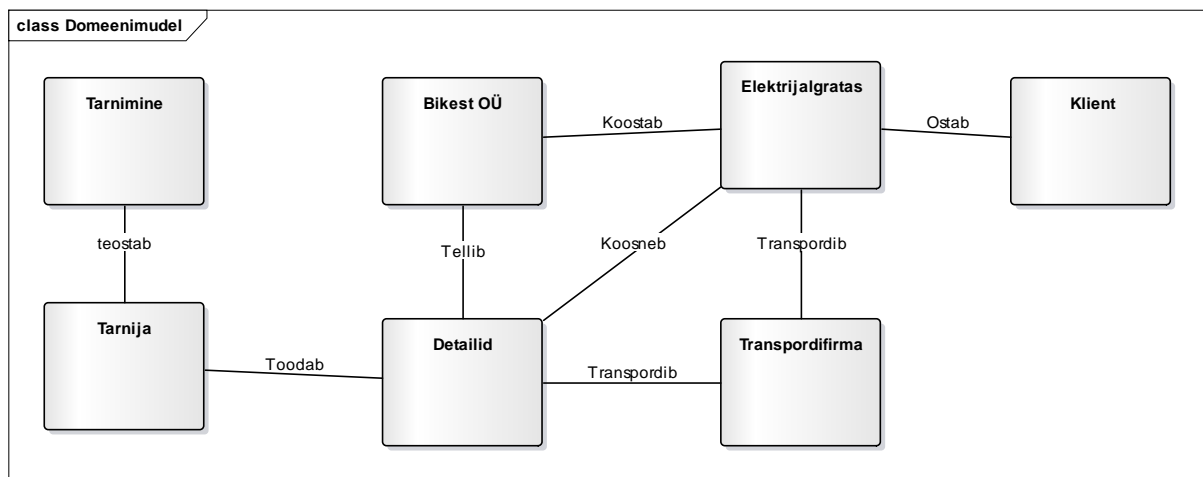 class Domeenimudel
Tarnimine
Bikest OÜ
Elektrijalgratas
Klient
Koostab
Ostab
teostab
Tellib
Koosneb
Transpordib
Tarnija
Detailid
Transpordifirma
Toodab
Transpordib